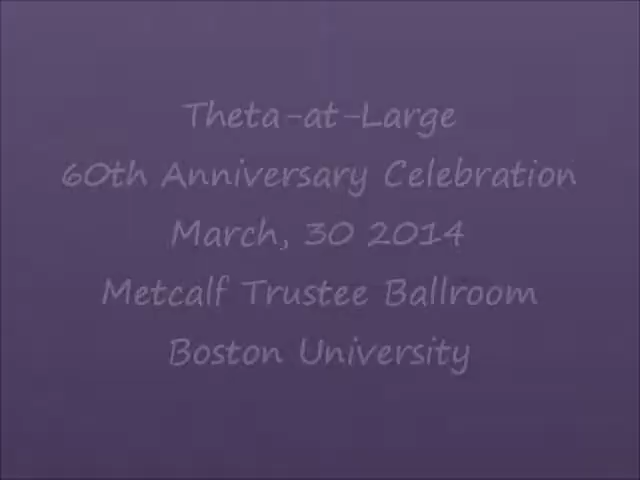 Theta-at-Large
60th Anniversary Celebration
March, 30 2014
Metcalf Trustee Ballroom
Boston University